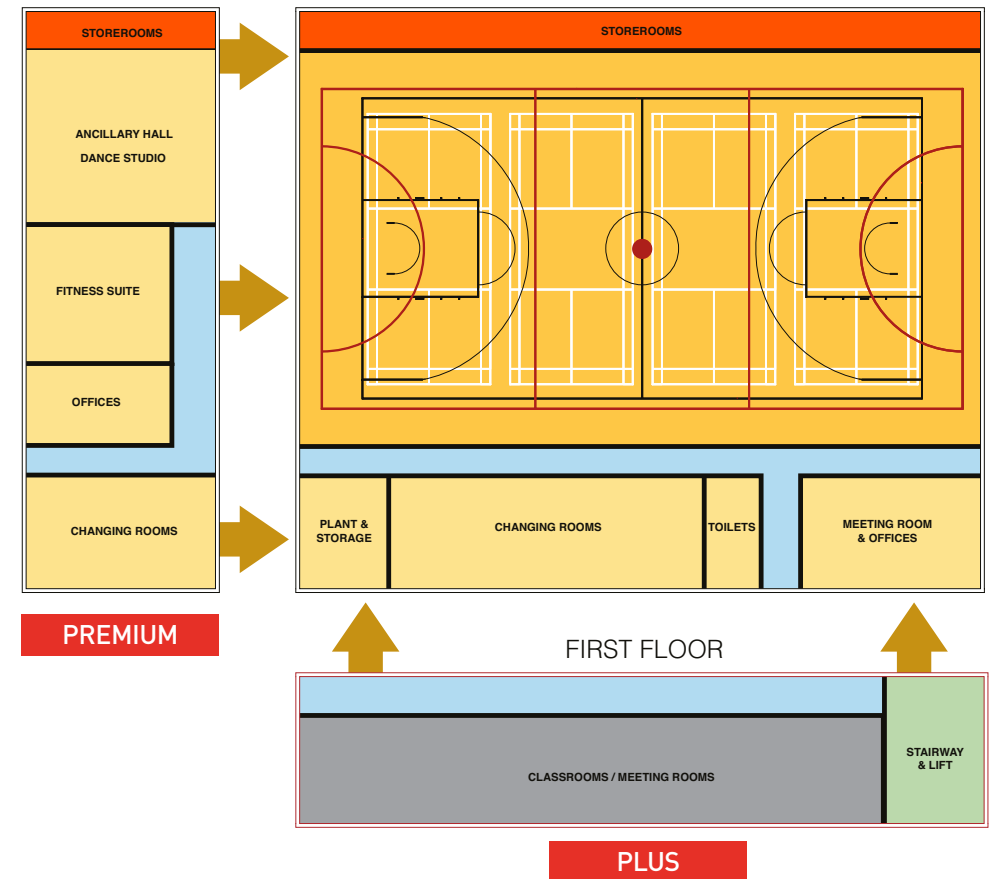 STOREROOMS
ANCILLARY HALL
DANCE STUDIO
FITNESS SUITE
OFFICES
CHANGING ROOMS
PREMIUM
STOREROOMS
PLANT &
STORAGE
CHANGING ROOMS
TOILETS
MEETING ROOM
& OFFICES
FIRST FLOOR
CLASSROOMS / MEETING ROOMS
STAIRWAY
& LIFT
PLUS